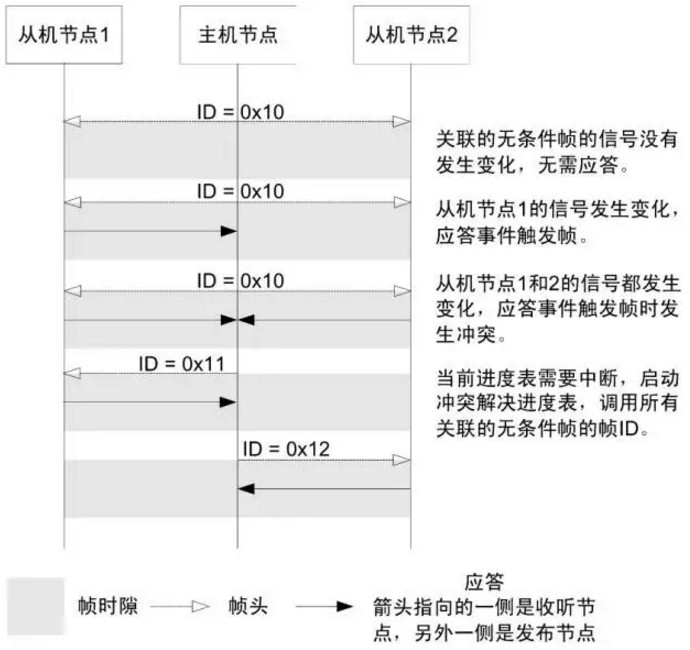 从机节点1
主机节点
从机节点2
ID = 0x10
关联的无条件帧的信号没有
发生变化，无需应答。
ID = 0x10
从机节点1的信号发生变化，
应答事件触发帧。
ID = 0x10
从机节点1和2的信号都发生
变化，应答事件触发帧时发
生冲突。
ID = 0x11
当前进度表需要中断，启动
冲突解决进度表，调用所有
关联的无条件帧的帧ID。
ID = 0x12
帧时隙
帧头
应答
箭头指向的一侧是收听节
点，另外一侧是发布节点